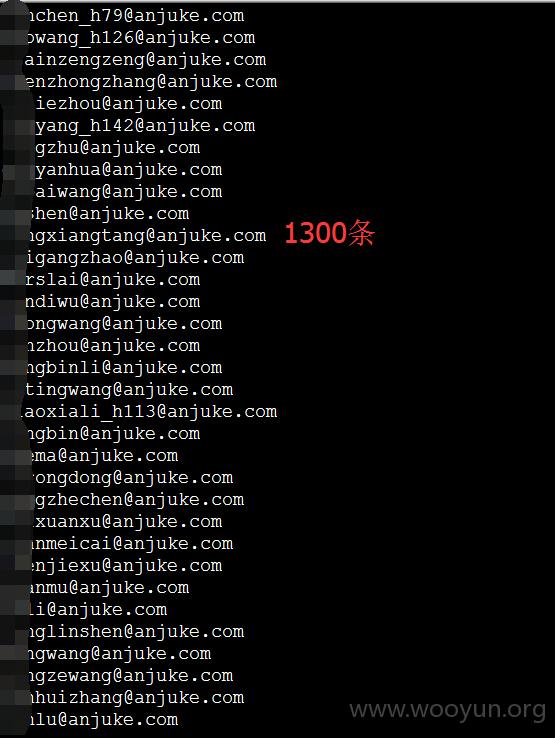 nchen_h79@anjuke.com
owang_h126@anjuke.com
ainzengzeng@anjuke.com
enzhongzhang@anjuke.com
iezhou@anjuke.com
yang_h142@anjuke.com
gzhu@anjuke.com
yanhua@anjuke.com
aiwang@anjuke.com
shen@anjuke.com
ngxiangtang@anjuke.com 1300条
igangzhao@anjuke.com
rslai@anjuke.com
ndiwu@anjuke.com
ongwang@anjuke.com
nzhou@anjuke.com
ngbinli@anjuke.com
tingwang@anjuke.com
aoxiali_h113@anjuke.com
ngbin@anjuke.com
ema@anjuke.com
rongdong@anjuke.com
gzhechen@anjuke.com
xuanxu@anjuke.com
anmeicai@anjuke.com
enjiexu@anjuke.com
anmu@anjuke.com
li@anjuke.com
nglinshen@anjuke.com
ngwang@anjuke.com
ngzewang@anjuke.com
nhuizhang@anjuke.com
nlu@anjuke.com
www.wooyun.org